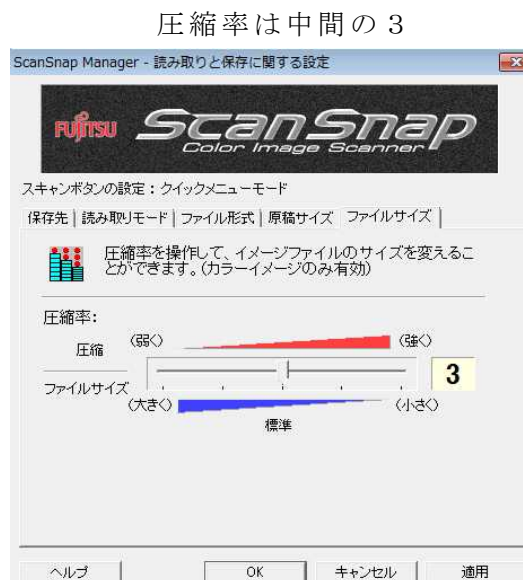 圧縮率は中間の３
ScanSnap Manager - 読み取りと保存に関する設定
FUJITSU ScanSnap
Color Image Scanner
スキャンボタンの設定：クイックメニューモード
保存先 読み取りモード ファイル形式 原稿サイズ ファイルサイズ
圧縮率を操作して、イメージファイルのサイズを変えるこ
とができます。(カラーイメージのみ有効)
圧縮率：
圧縮 (弱く) (強く)
3
ファイルサイズ
(大きく) (小さく)
標準
ヘルプ OK キャンセル 適用